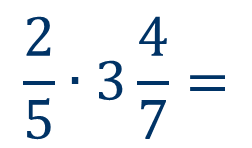 2/5 · 3 4/7 =